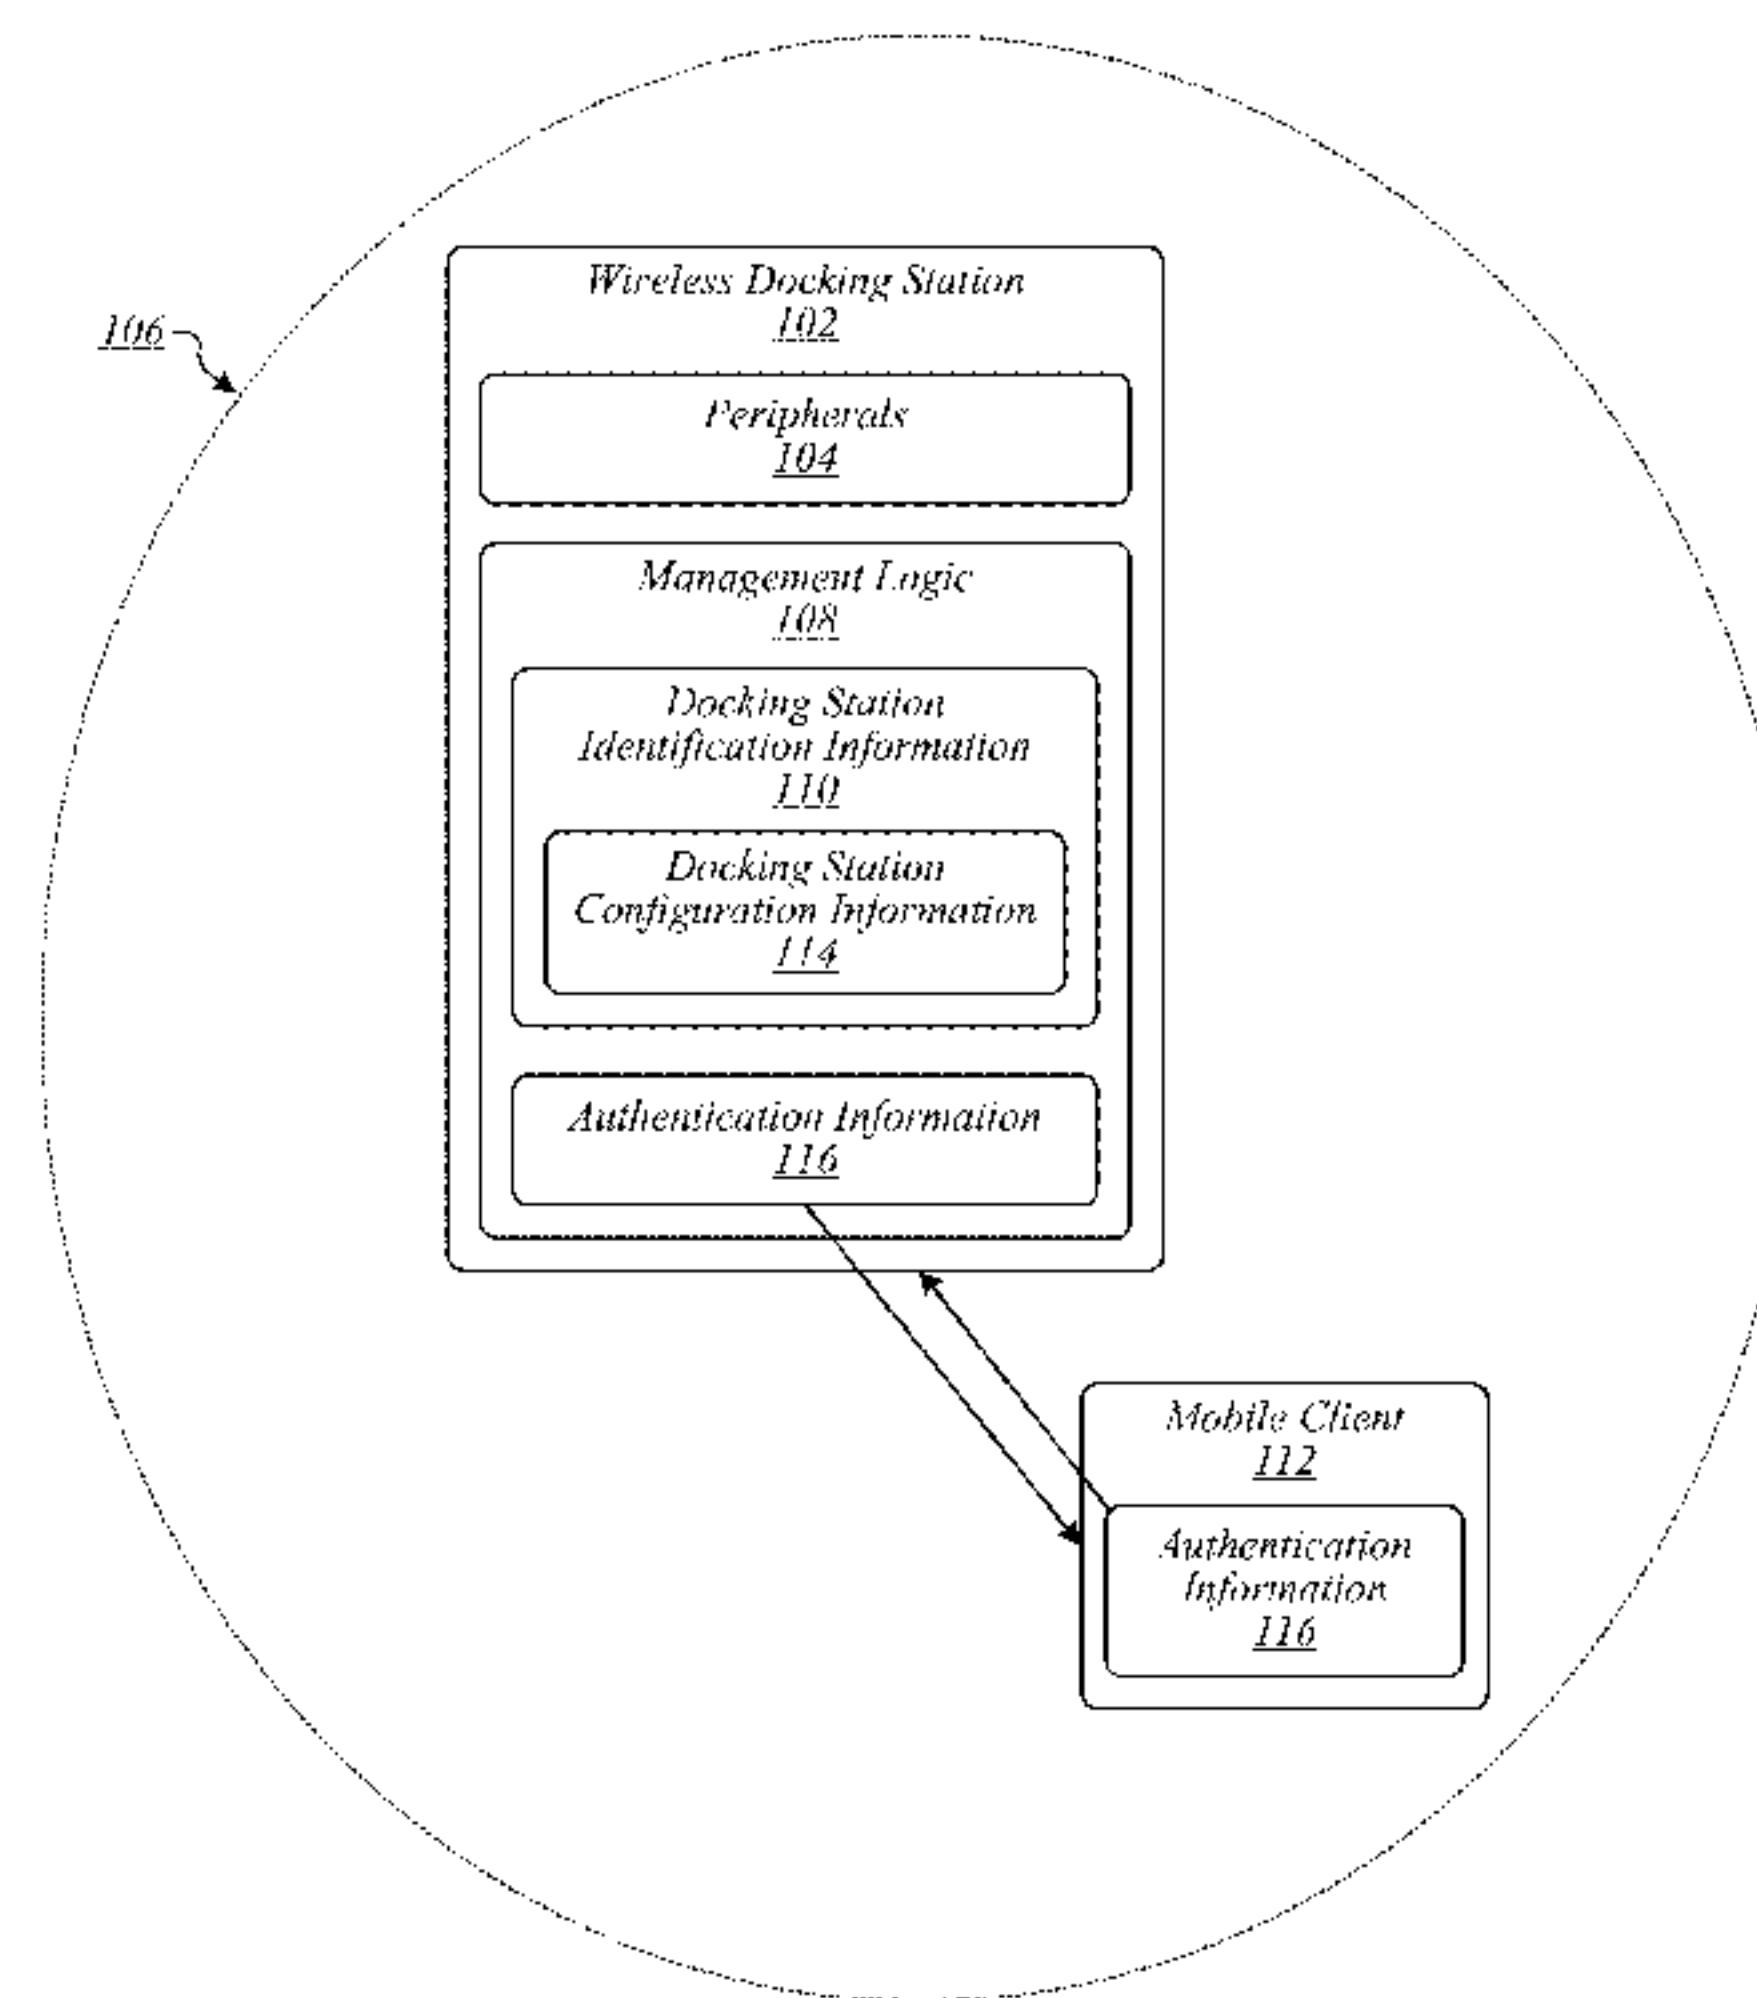 Wireless Docking Station
102
106
Peripherals
104
Management Logic
108
Docking Station
Identification Information
110
Docking Station
Configuration Information
114
Authentication Information
116
Mobile Client
112
Authentication
Information
116